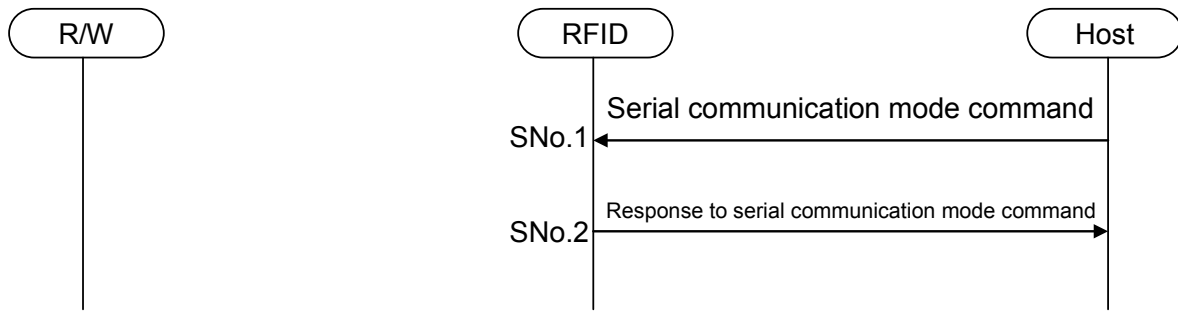 R/W
RFID
Host
Serial communication mode command
SNo.1
Response to serial communication mode command
SNo.2